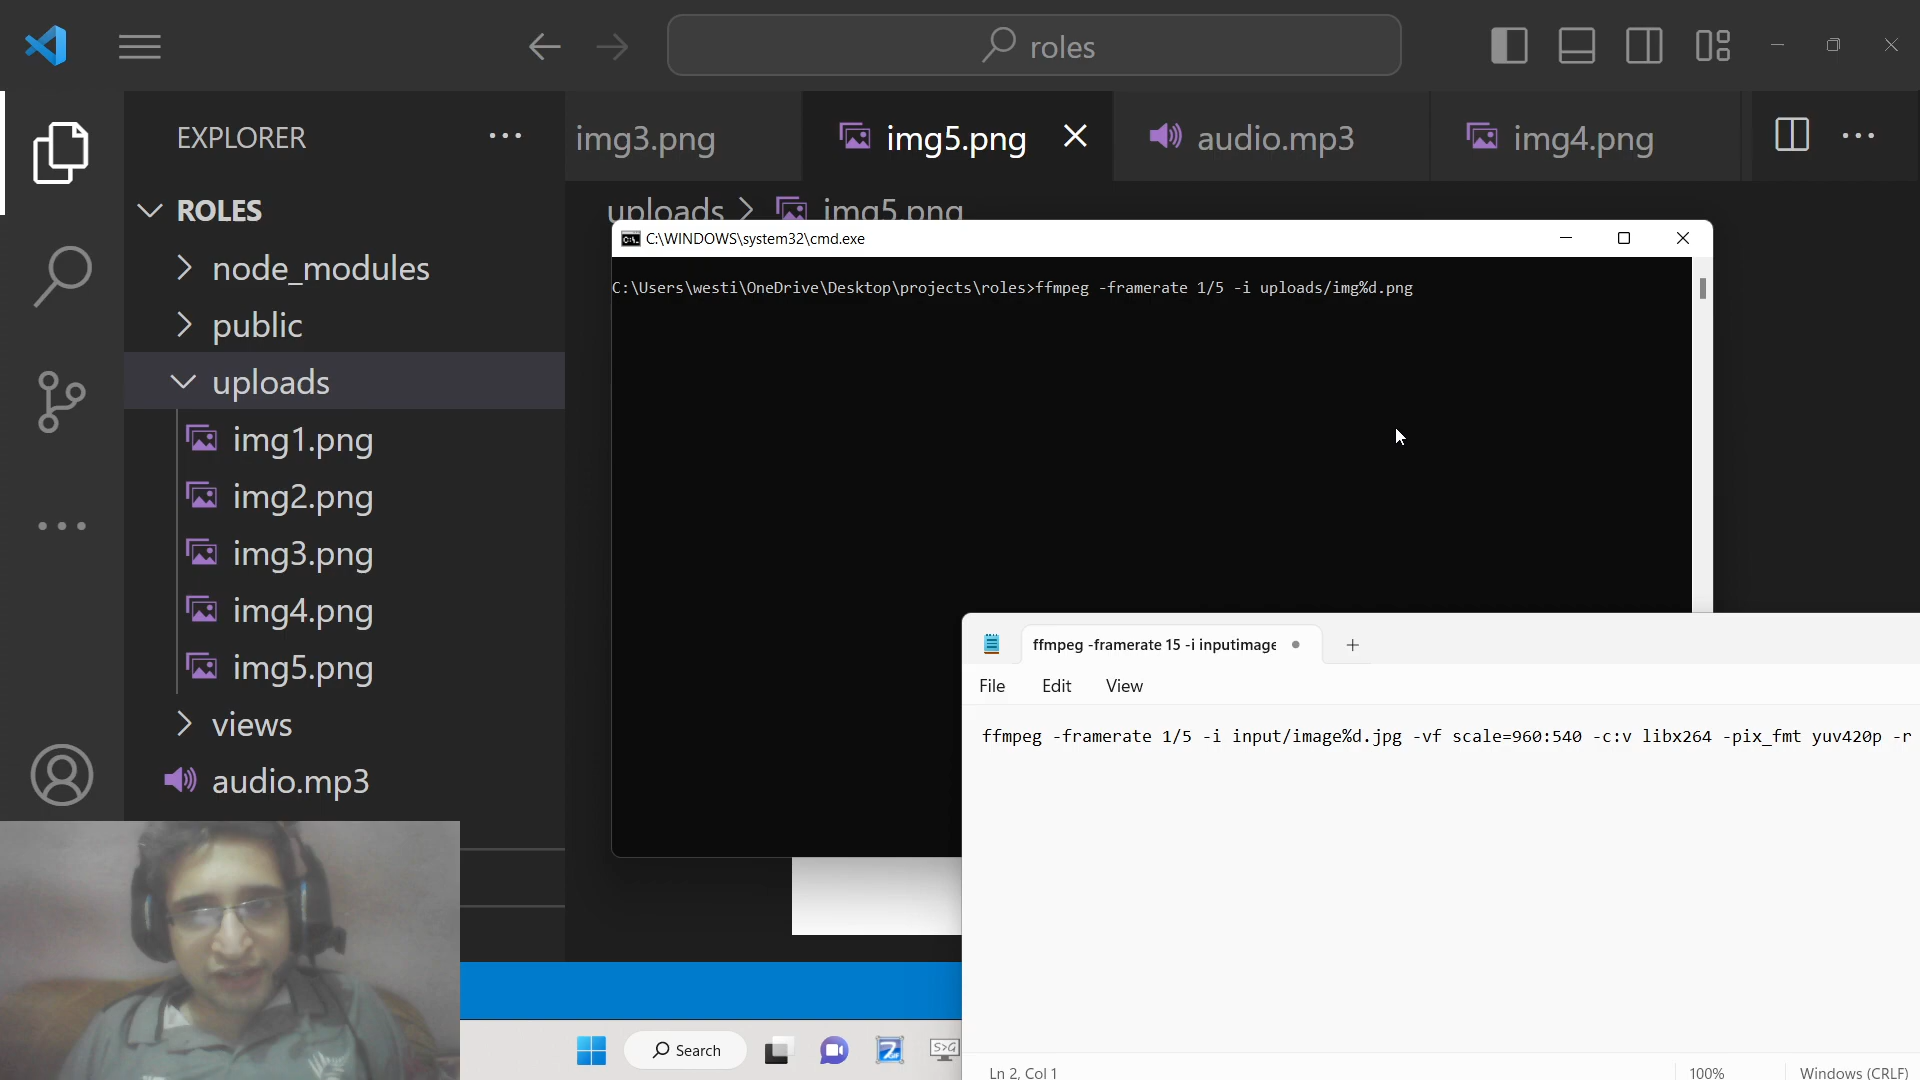 roles
EXPLORER
img3.png
img5.png
audio.mp3
img4.png
ROLES
uploads > img5.png
node_modules
public
uploads
img1.png
img2.png
img3.png
img4.png
img5.png
views
audio.mp3
C:\WINDOWS\system32\cmd.exe
C:\Users\westi\OneDrive\Desktop\projects\roles>ffmpeg -framerate 1/5 -i uploads/img%d.png
ffmpeg -framerate 15 -i inputimage
File Edit View
ffmpeg -framerate 1/5 -i input/image%d.jpg -vf scale=960:540 -c:v libx264 -pix_fmt yuv420p -r
Ln 2, Col 1
100%
Windows (CRLF)
Search